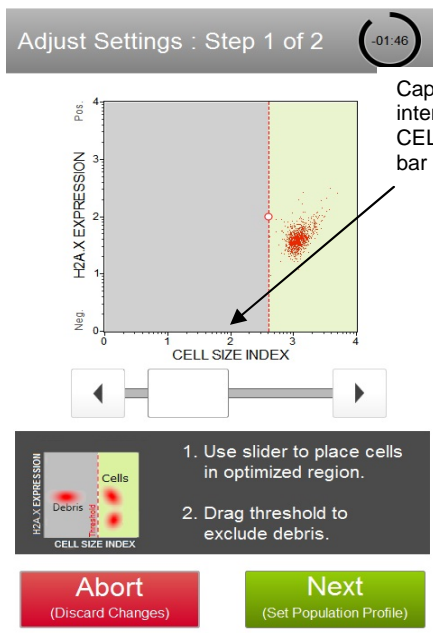 Adjust Settings : Step 1 of 2
-01:46
Cap
inter
CEL
bar
Pos.
H2A.X EXPRESSION
Neg.
4
3
2
1
0
0 1 2 3 4
CELL SIZE INDEX
H2A.X EXPRESSION
Debris
Threshold
Cells
CELL SIZE INDEX
1. Use slider to place cells
in optimized region.
2. Drag threshold to
exclude debris.
Abort
(Discard Changes)
Next
(Set Population Profile)